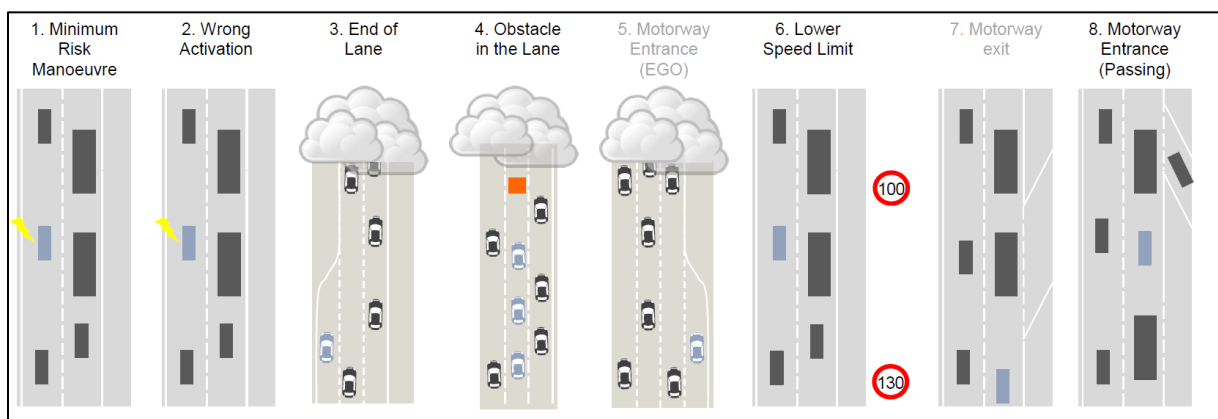 1. Minimum
Risk
Manoeuvre
2. Wrong
Activation
3. End of
Lane
4. Obstacle
in the Lane
5. Motorway
Entrance
(EGO)
6. Lower
Speed Limit
7. Motorway
exit
8. Motorway
Entrance
(Passing)
100
130